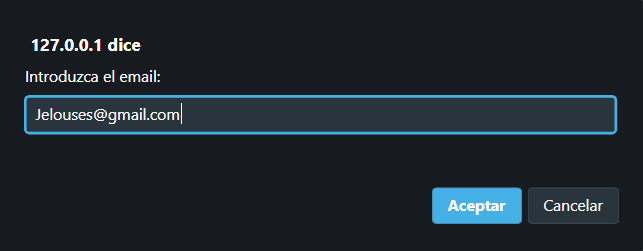 127.0.0.1 dice
Introduzca el email:
Jelouses@gmail.com
Aceptar Cancelar